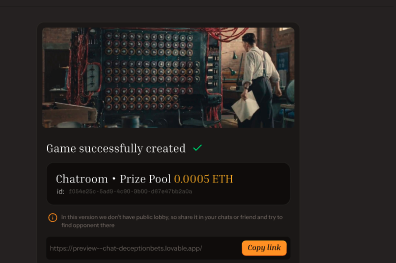 Game successfully created
Chatroom • Prize Pool 0.0005 ETH
id:
In this version we don't have public lobby, so share it in your chats or friend and try to
find opponent there
https://preview--chat-deceptionbets.lovable.app/
Copy link